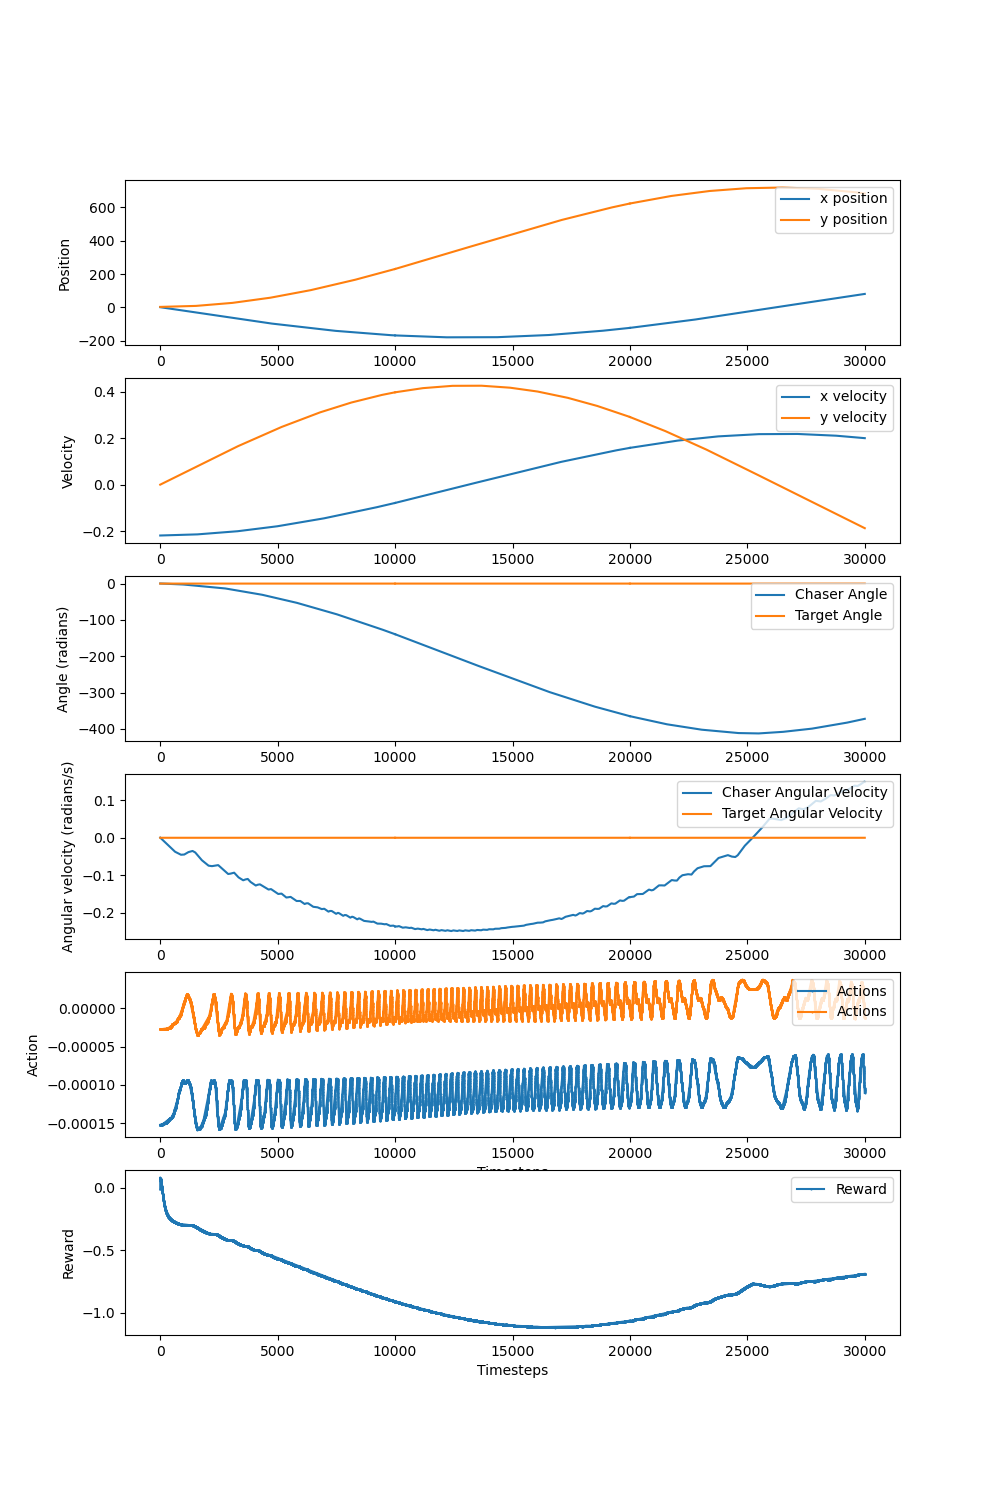 600
400
200
0
−200
Position
x position
y position
0 5000 10000 15000 20000 25000 30000
0.4
0.2
0.0
−0.2
Velocity
x velocity
y velocity
0 5000 10000 15000 20000 25000 30000
0
−100
−200
−300
−400
Angle (radians)
Chaser Angle
Target Angle
0 5000 10000 15000 20000 25000 30000
0.1
0.0
−0.1
−0.2
Angular velocity (radians/s)
Chaser Angular Velocity
Target Angular Velocity
0 5000 10000 15000 20000 25000 30000
0.00000
−0.00005
−0.00010
−0.00015
Action
Actions
Actions
0 5000 10000 15000 20000 25000 30000
Timesteps
0.0
−0.5
−1.0
Reward
Reward
0 5000 10000 15000 20000 25000 30000
Timesteps